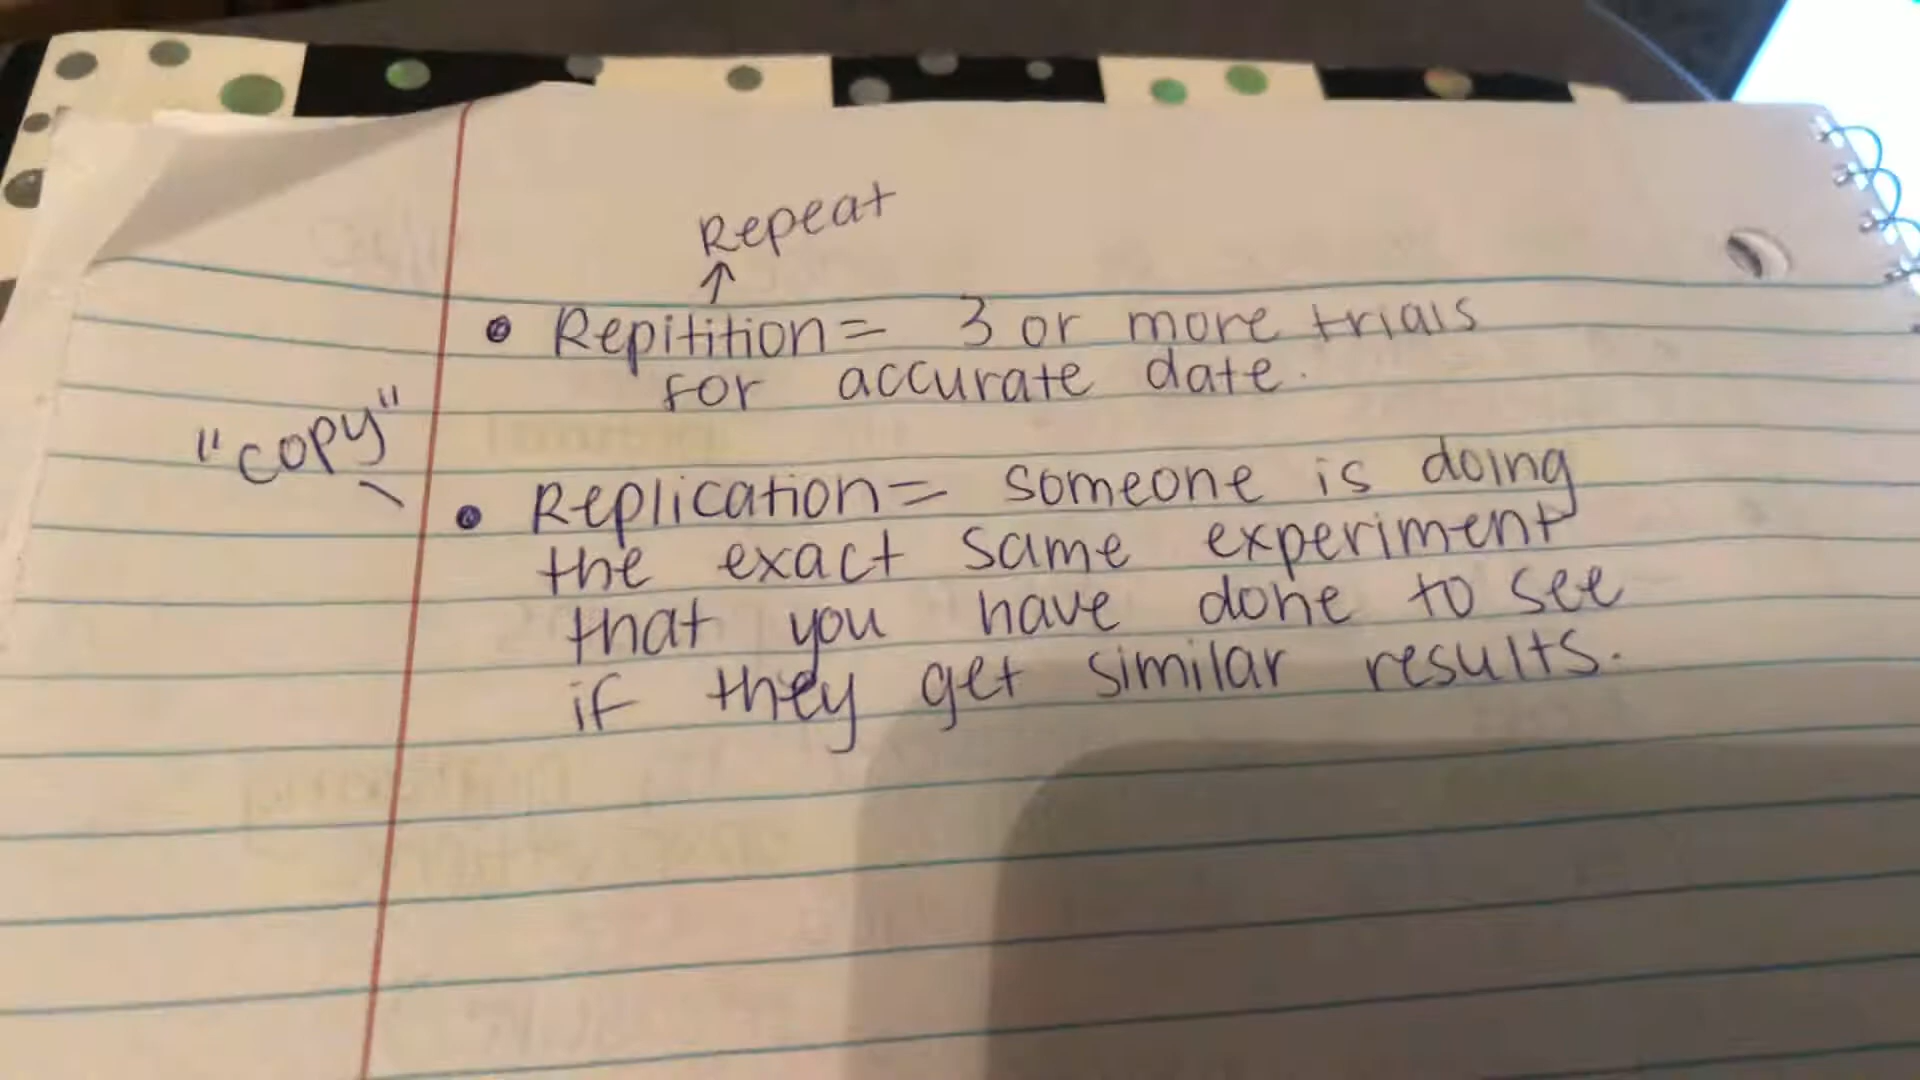 Repeat
↑
• Repitition = 3 or more trials
for accurate date.
"copy"
• Replication = someone is doing
the exact same experiment
that you have done to see
if they get similar results.